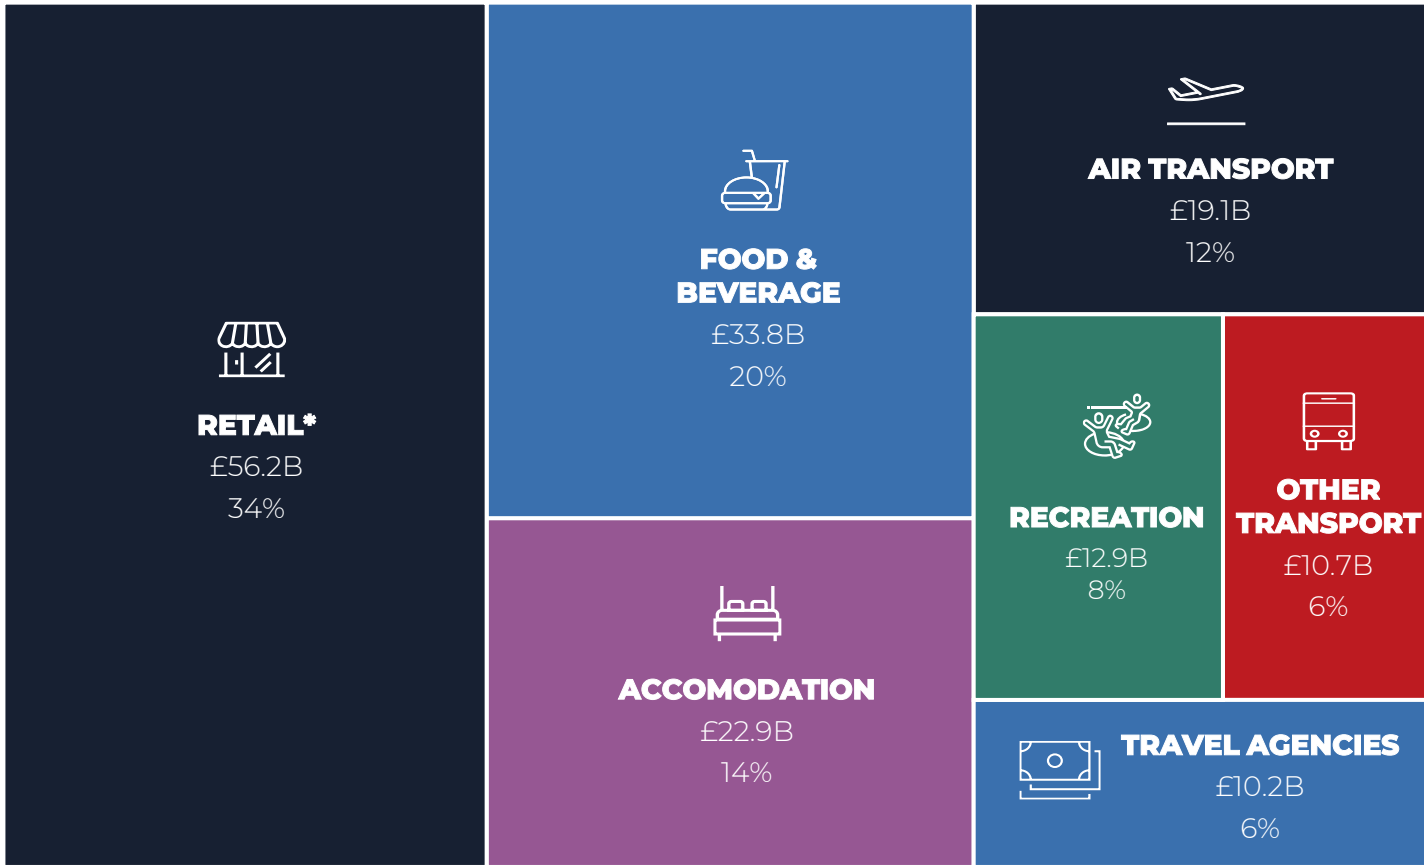 RETAIL*
£56.2B
34%
FOOD &
BEVERAGE
£33.8B
20%
ACCOMODATION
£22.9B
14%
AIR TRANSPORT
£19.1B
12%
RECREATION
£12.9B
8%
OTHER
TRANSPORT
£10.7B
6%
TRAVEL AGENCIES
£10.2B
6%